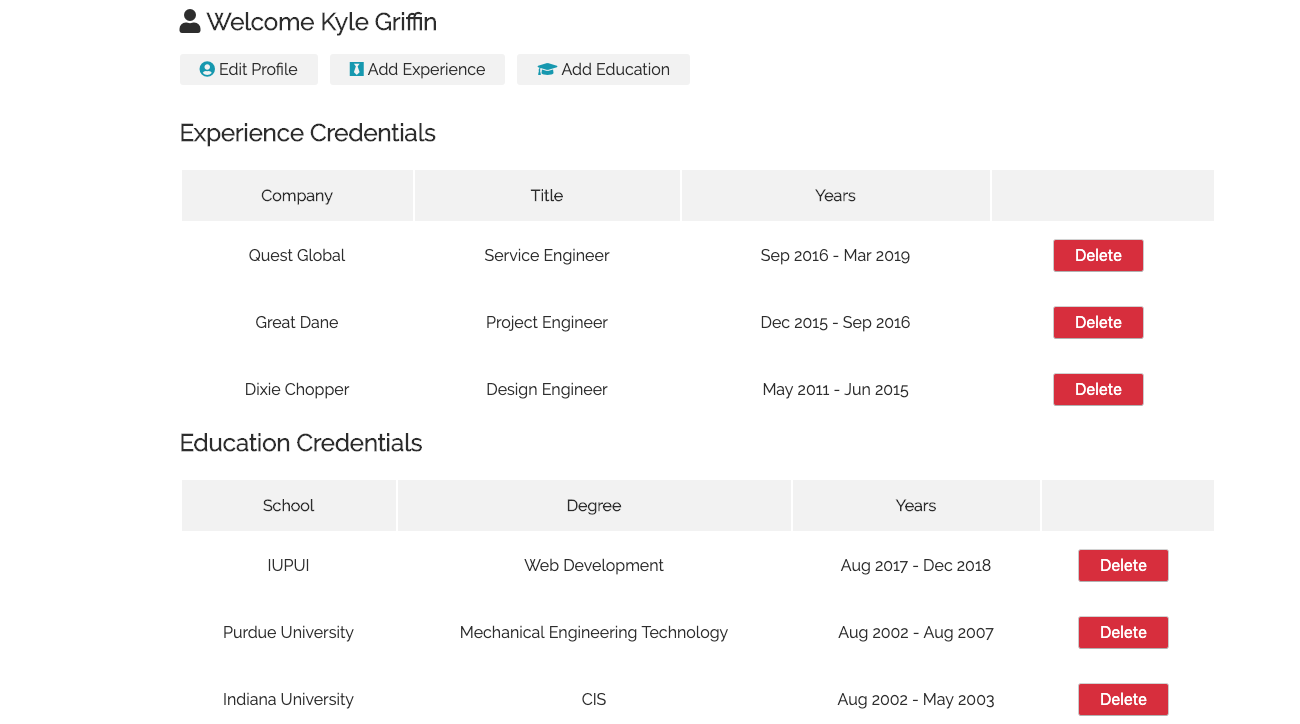 Welcome Kyle Griffin
Edit Profile Add Experience Add Education
Experience Credentials
Company Title Years
Quest Global Service Engineer Sep 2016 - Mar 2019 Delete
Great Dane Project Engineer Dec 2015 - Sep 2016 Delete
Dixie Chopper Design Engineer May 2011 - Jun 2015 Delete
Education Credentials
School Degree Years
IUPUI Web Development Aug 2017 - Dec 2018 Delete
Purdue University Mechanical Engineering Technology Aug 2002 - Aug 2007 Delete
Indiana University CIS Aug 2002 - May 2003 Delete